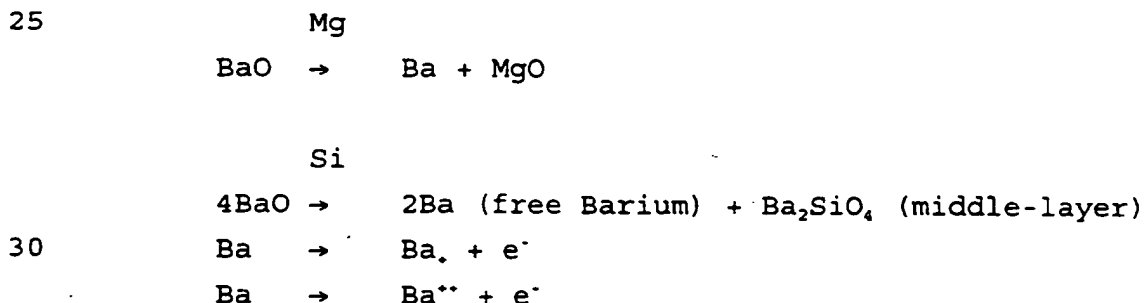 25 Mg
BaO → Ba + MgO
Si
4BaO → 2Ba (free Barium) + Ba₂SiO₄ (middle-layer)
30 Ba → Ba₊ + e⁻
Ba → Ba⁺⁺ + e⁻